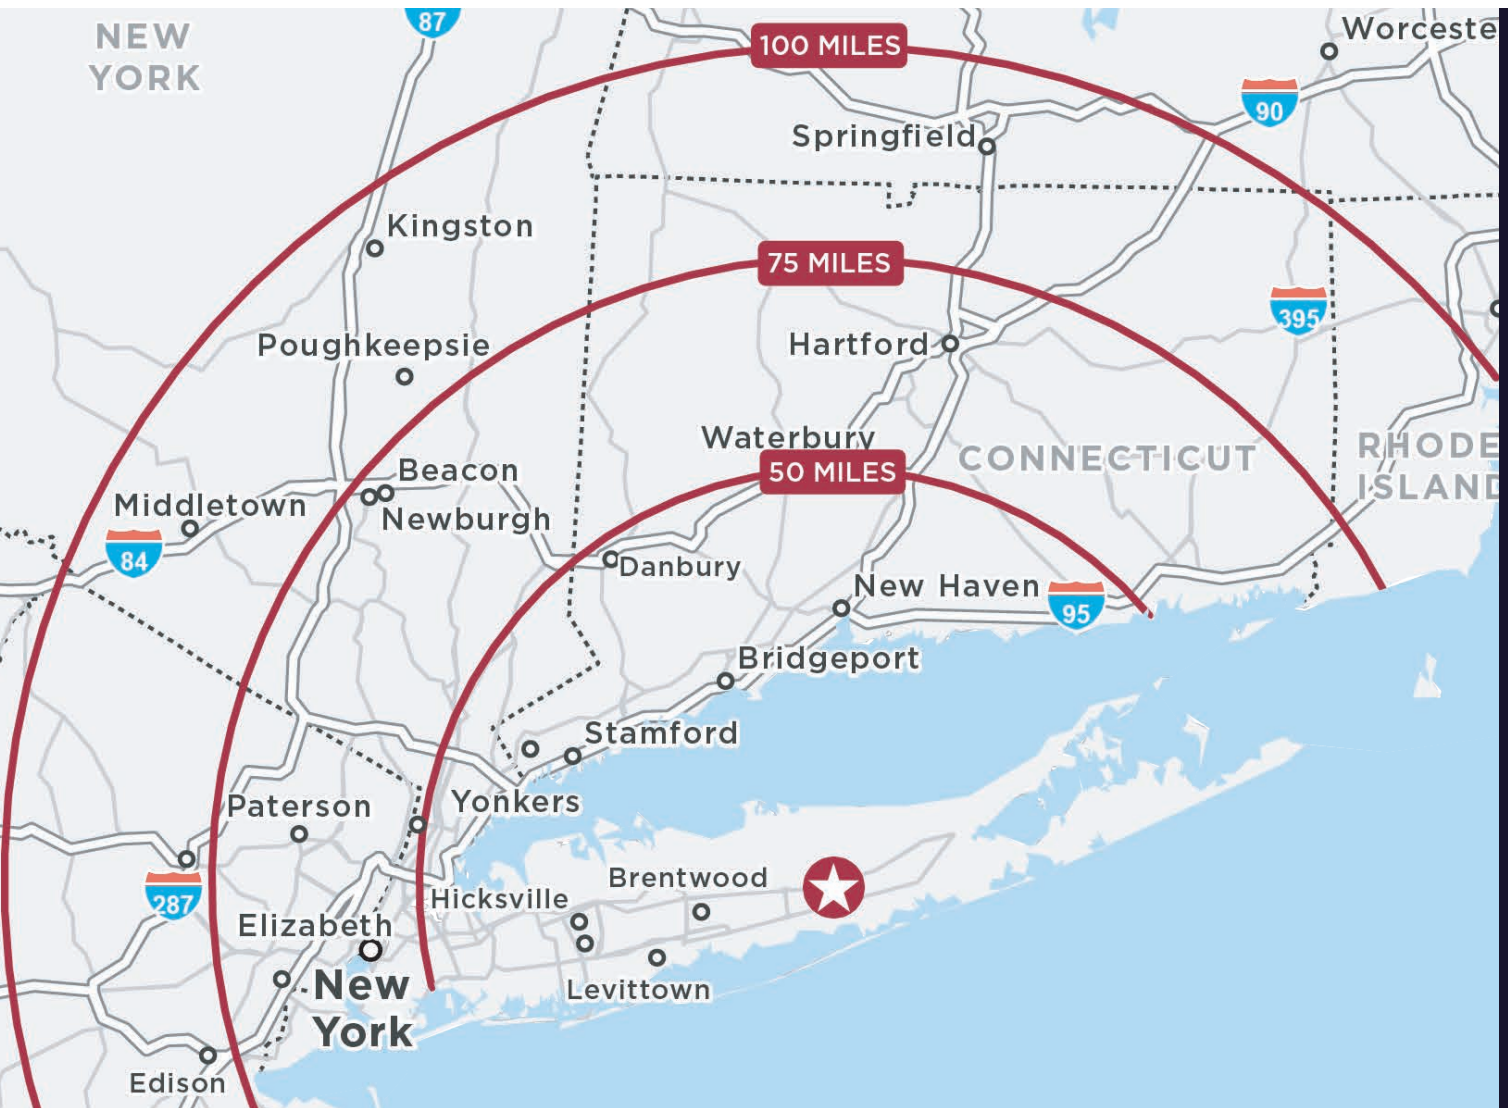 87
NEW
YORK
100 MILES
Worceste
90
Springfield
Kingston
75 MILES
395
Poughkeepsie
Hartford
Waterbury
CONNECTICUT
RHODE
ISLAND
50 MILES
Beacon
Middletown
Newburgh
84
Danbury
New Haven
95
Bridgeport
Stamford
Paterson
Yonkers
Brentwood
Hicksville
287
Elizabeth
New
York
Levittown
Edison